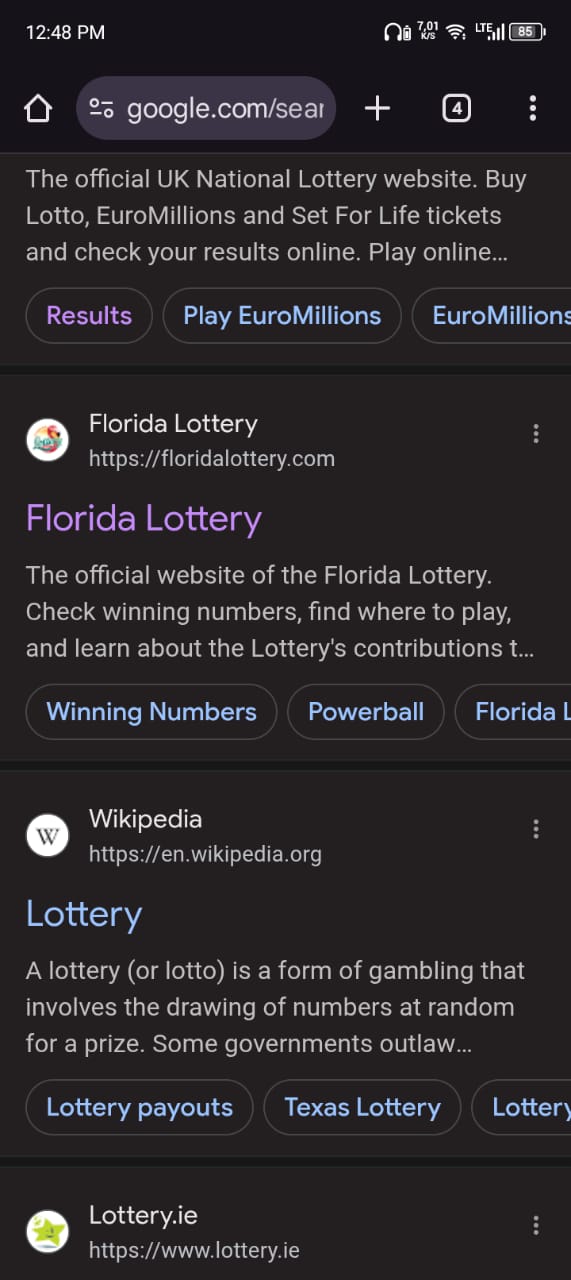 12:48 PM
7,01 K/S LTE 85
google.com/sear
4
The official UK National Lottery website. Buy
Lotto, EuroMillions and Set For Life tickets
and check your results online. Play online...
Results Play EuroMillions EuroMillions
Florida Lottery
https://floridalottery.com
Florida Lottery
The official website of the Florida Lottery.
Check winning numbers, find where to play,
and learn about the Lottery's contributions t...
Winning Numbers Powerball Florida L
W Wikipedia
https://en.wikipedia.org
Lottery
A lottery (or lotto) is a form of gambling that
involves the drawing of numbers at random
for a prize. Some governments outlaw...
Lottery payouts Texas Lottery Lottery
Lottery.ie
https://www.lottery.ie